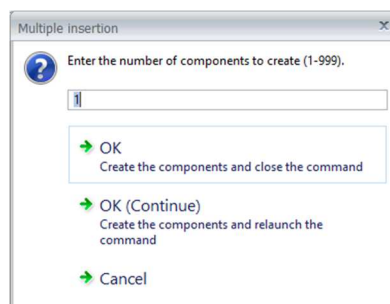 Multiple insertion
Enter the number of components to create (1-999).
1
OK
Create the components and close the command
OK (Continue)
Create the components and relaunch the
command
Cancel